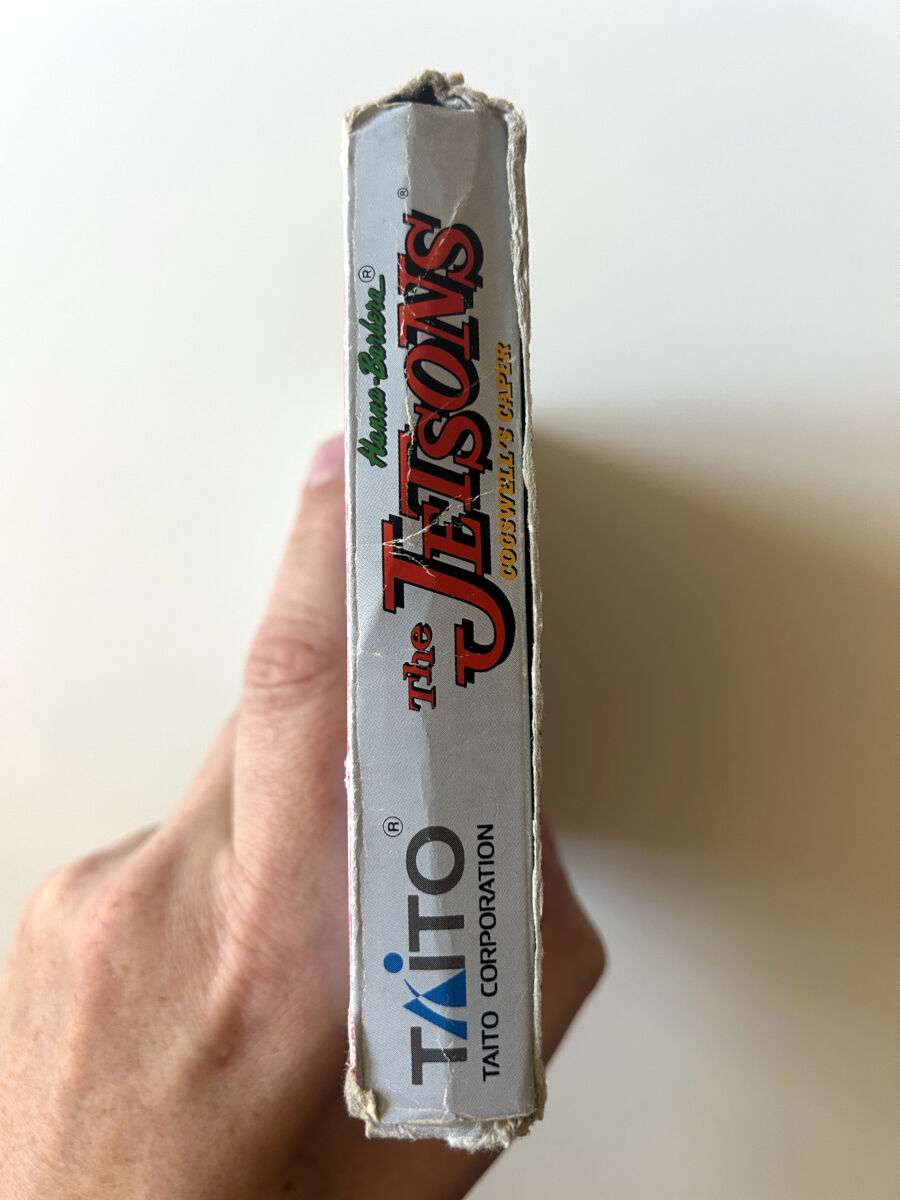 TAITO®
TAITO CORPORATION
Hanna-Barbera®
The JETSONS®
COGSWELL'S CAPER